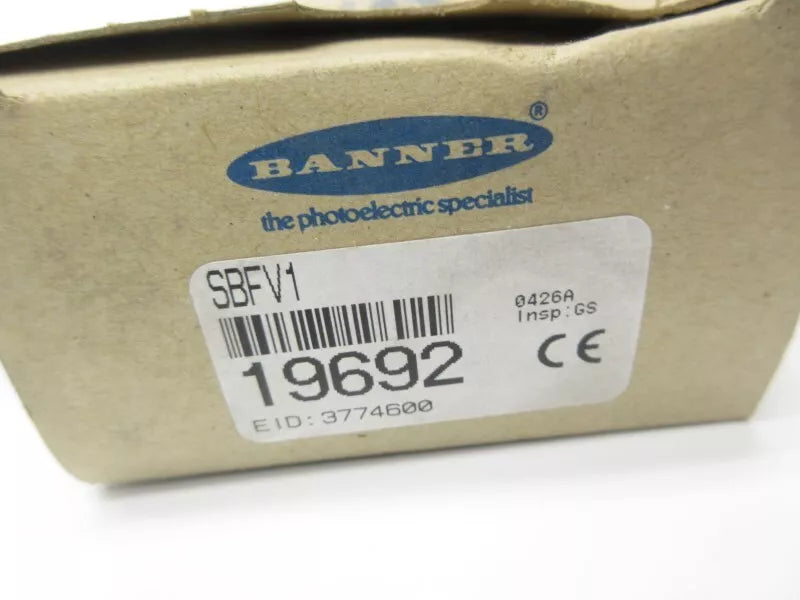 BANNER®
the photoelectric specialist
SBFV1
0426A
Insp:GS
19692
CE
EID:3774600